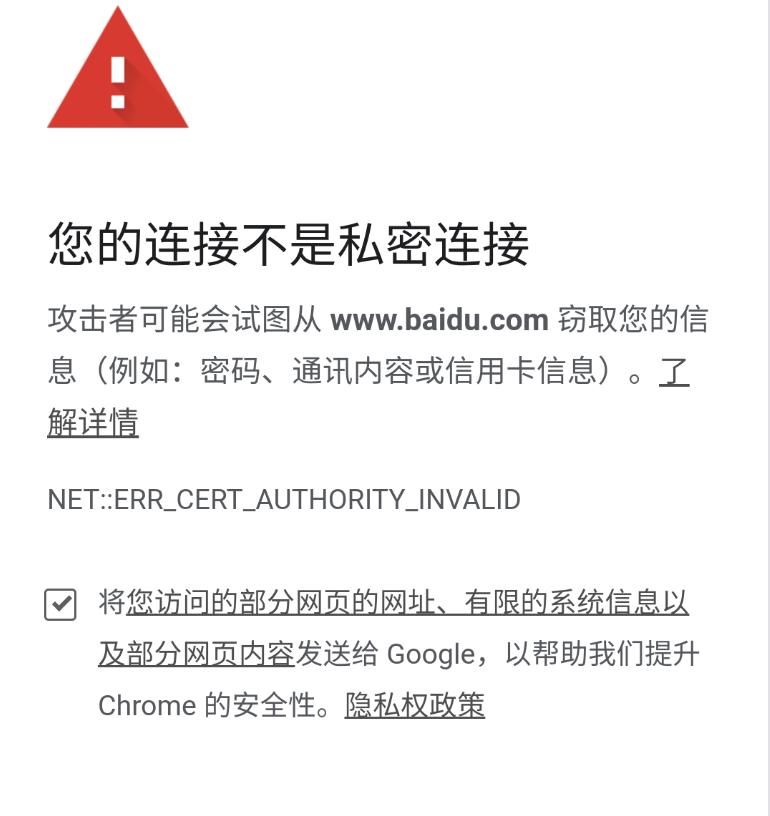 您的连接不是私密连接
攻击者可能会试图从 www.baidu.com 窃取您的信
息（例如：密码、通讯内容或信用卡信息）。了
解详情
NET::ERR_CERT_AUTHORITY_INVALID
将您访问的部分网页的网址、有限的系统信息以
及部分网页内容发送给 Google，以帮助我们提升
Chrome 的安全性。隐私权政策